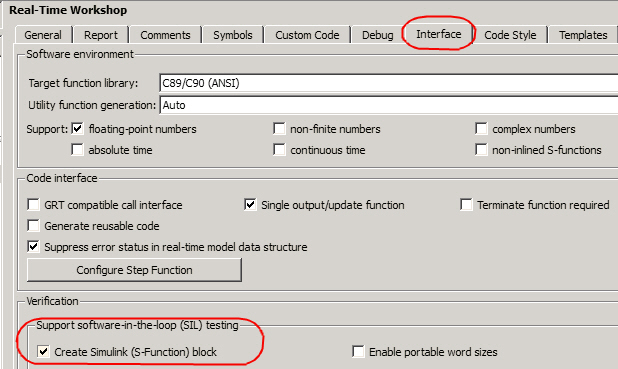 Real-Time Workshop
General Report Comments Symbols Custom Code Debug Interface Code Style Templates
Software environment
Target function library: C89/C90 (ANSI)
Utility function generation: Auto
Support: floating-point numbers non-finite numbers complex numbers
absolute time continuous time non-inlined S-functions
Code interface
GRT compatible call interface Single output/update function Terminate function required
Generate reusable code
Suppress error status in real-time model data structure
Configure Step Function
Verification
Support software-in-the-loop (SIL) testing
Create Simulink (S-Function) block Enable portable word sizes